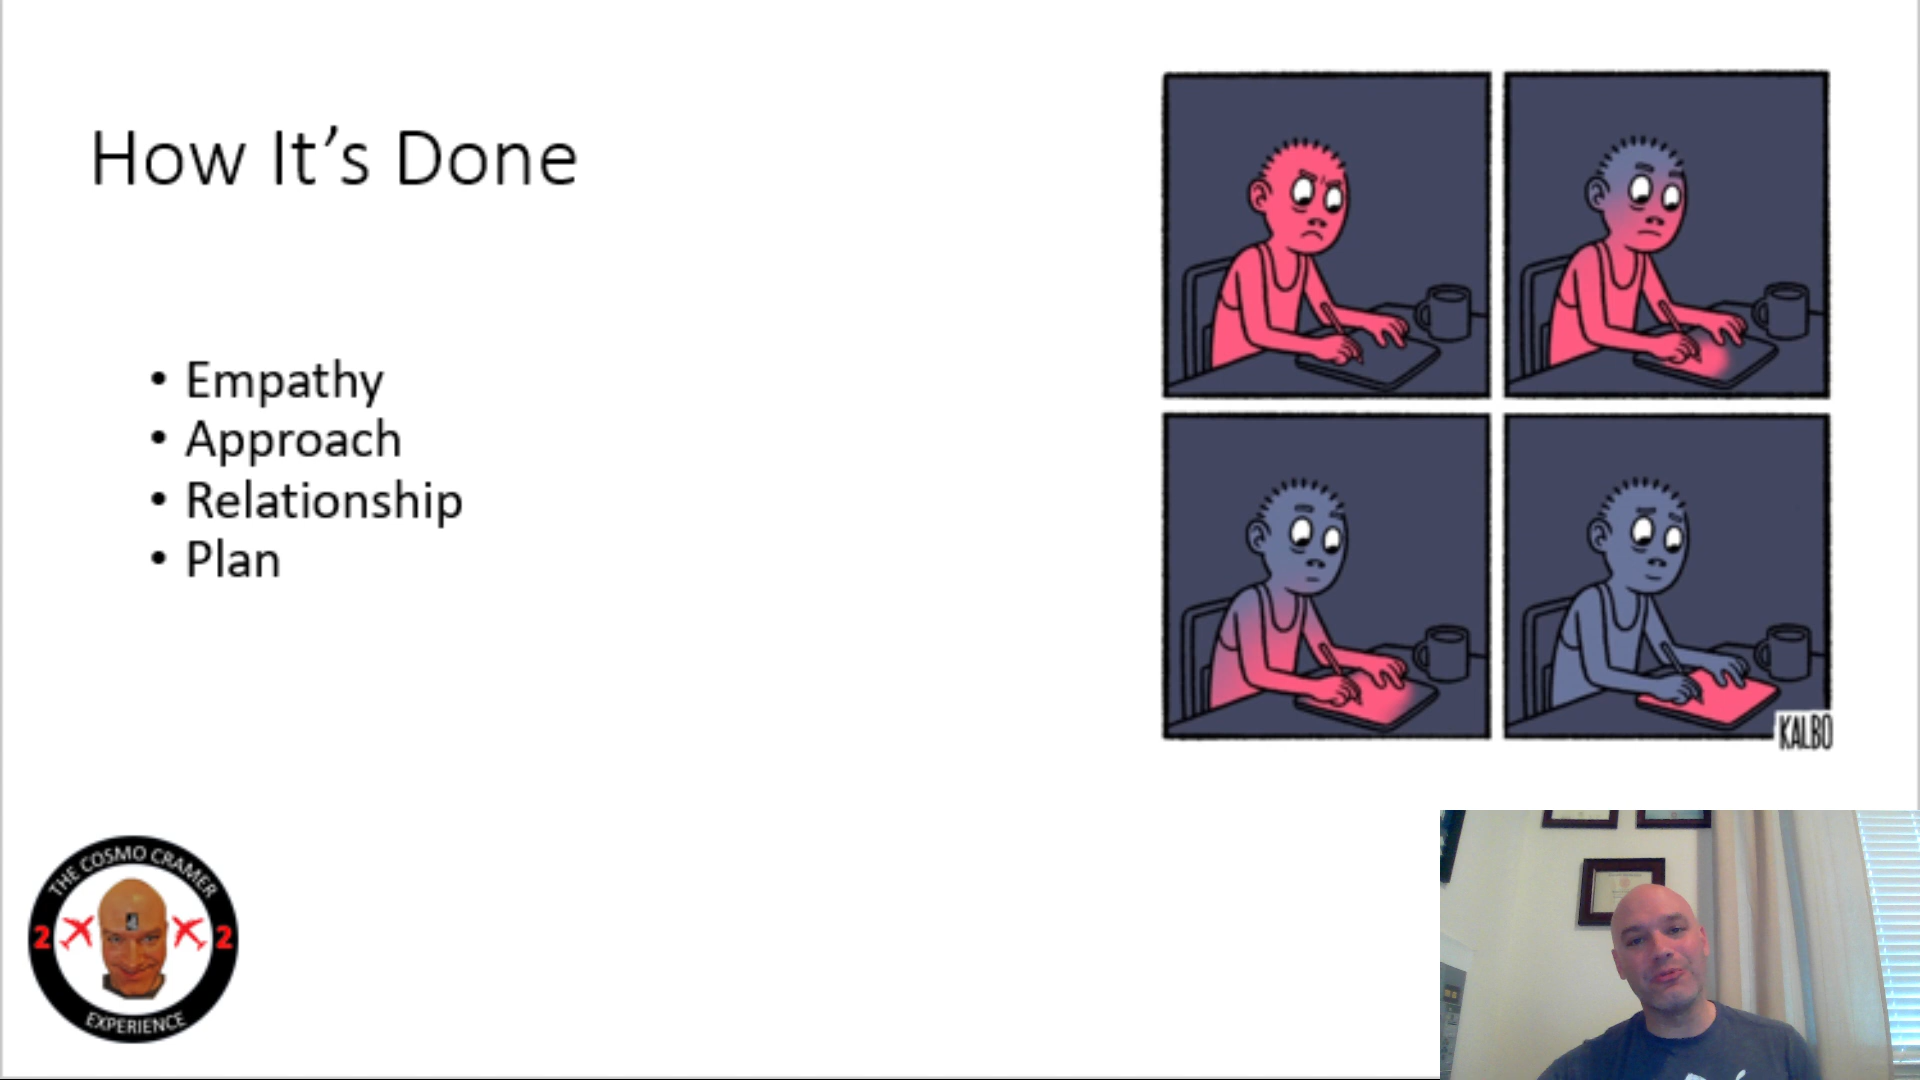 How It’s Done
• Empathy
• Approach
• Relationship
• Plan
KALBO
THE COSMO CRAMER
2 2
EXPERIENCE